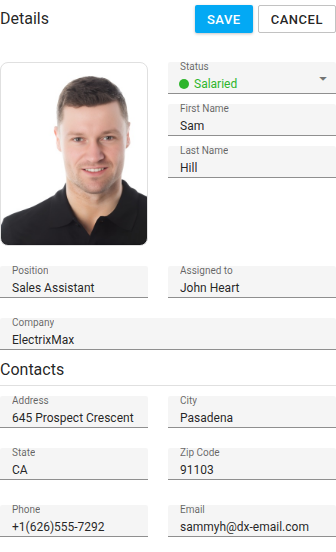 Details
SAVE
CANCEL
Status
Salaried
First Name
Sam
Last Name
Hill
Position
Sales Assistant
Assigned to
John Heart
Company
ElectrixMax
Contacts
Address
645 Prospect Crescent
City
Pasadena
State
CA
Zip Code
91103
Phone
+1(626)555-7292
Email
sammyh@dx-email.com